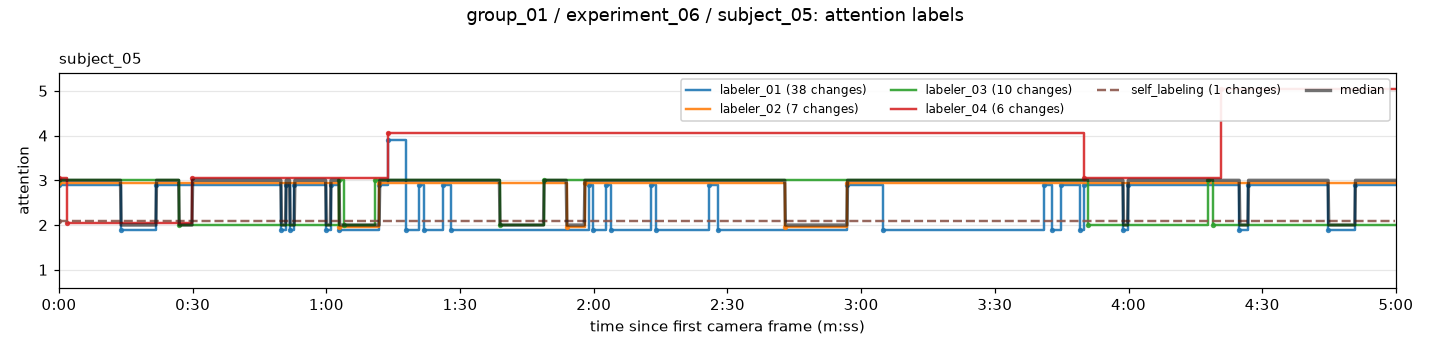 group_01 / experiment_06 / subject_05: attention labels
subject_05
labeler_01 (38 changes)
labeler_02 (7 changes)
labeler_03 (10 changes)
labeler_04 (6 changes)
self_labeling (1 changes)
median
attention
5
4
3
2
1
0:00 0:30 1:00 1:30 2:00 2:30 3:00 3:30 4:00 4:30 5:00
time since first camera frame (m:ss)